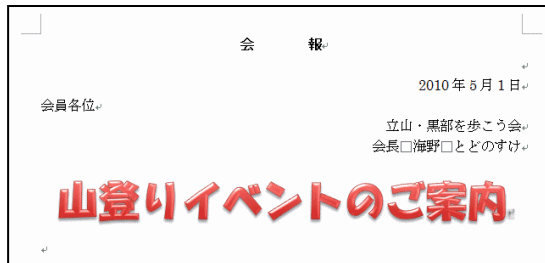 会　　　報
2010年5月1日
会員各位
立山・黒部を歩こう会
会長□海野□とどのすけ
山登りイベントのご案内